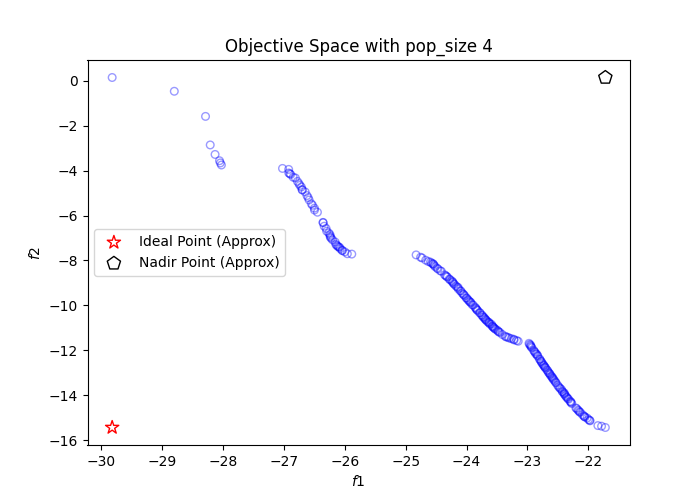 Objective Space with pop_size 4
f2
0
−2
−4
−6
−8
−10
−12
−14
−16
Ideal Point (Approx)
Nadir Point (Approx)
−30 −29 −28 −27 −26 −25 −24 −23 −22
f1